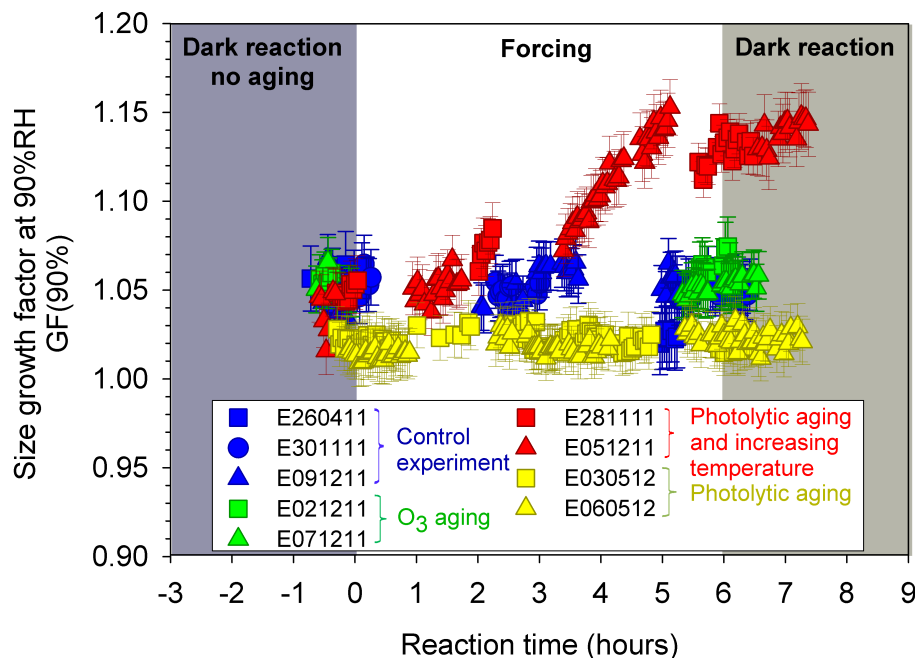 Dark reaction
no aging
Forcing
Dark reaction
1.20
1.15
1.10
1.05
1.00
0.95
0.90
Size growth factor at 90%RH
GF(90%)
E260411
E301111
E091211
Control
experiment
E021211
E071211
O3 aging
E281111
E051211
Photolytic aging
and increasing
temperature
E030512
E060512
Photolytic aging
-3 -2 -1 0 1 2 3 4 5 6 7 8 9
Reaction time (hours)